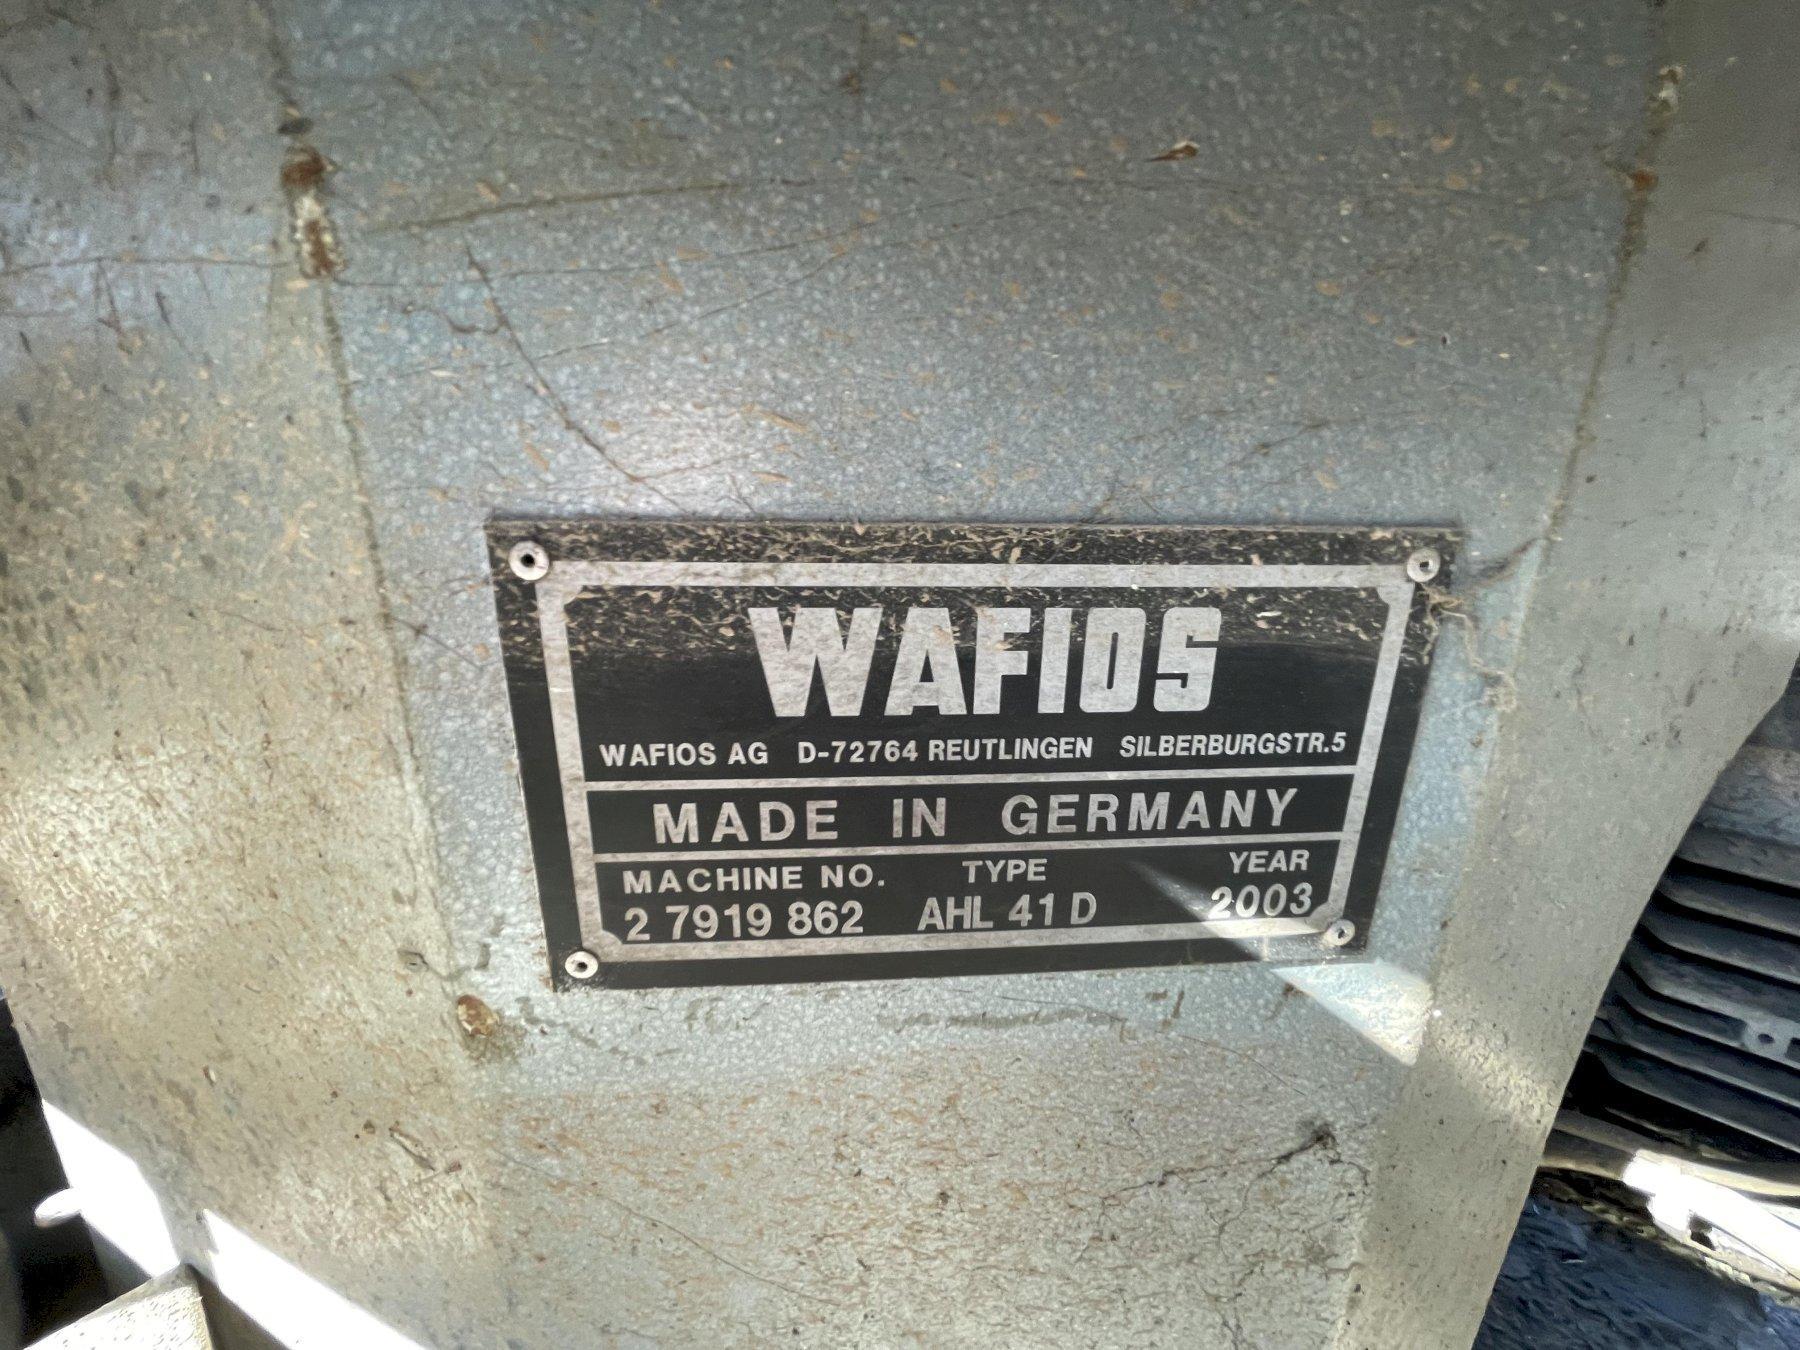 WAFIOS
WAFIOS AG D-72764 REUTLINGEN SILBERBURGSTR.5
MADE IN GERMANY
MACHINE NO. TYPE YEAR
2 7919 862 AHL 41 D 2003